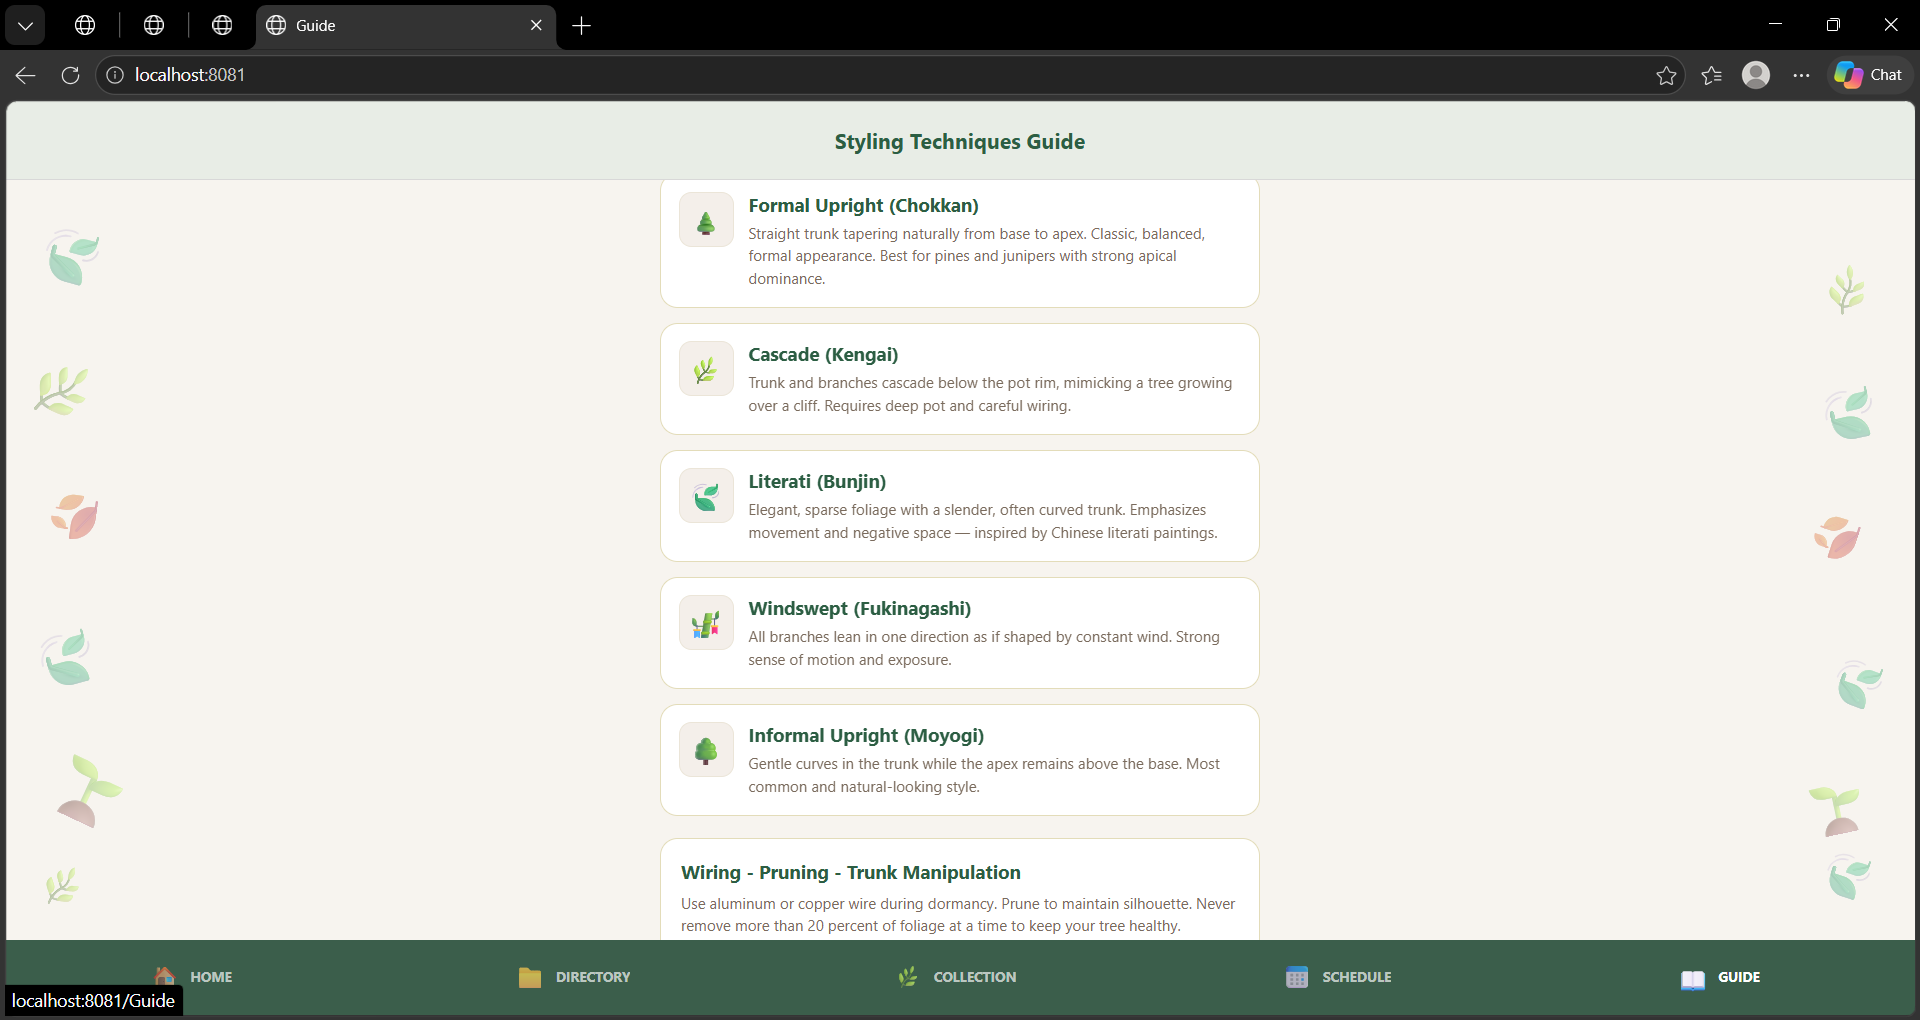 Guide
localhost:8081
Chat
Styling Techniques Guide
Formal Upright (Chokkan)
Straight trunk tapering naturally from base to apex. Classic, balanced,
formal appearance. Best for pines and junipers with strong apical
dominance.
Cascade (Kengai)
Trunk and branches cascade below the pot rim, mimicking a tree growing
over a cliff. Requires deep pot and careful wiring.
Literati (Bunjin)
Elegant, sparse foliage with a slender, often curved trunk. Emphasizes
movement and negative space — inspired by Chinese literati paintings.
Windswept (Fukinagashi)
All branches lean in one direction as if shaped by constant wind. Strong
sense of motion and exposure.
Informal Upright (Moyogi)
Gentle curves in the trunk while the apex remains above the base. Most
common and natural-looking style.
Wiring - Pruning - Trunk Manipulation
Use aluminum or copper wire during dormancy. Prune to maintain silhouette. Never
remove more than 20 percent of foliage at a time to keep your tree healthy.
HOME
DIRECTORY
COLLECTION
SCHEDULE
GUIDE
localhost:8081/Guide